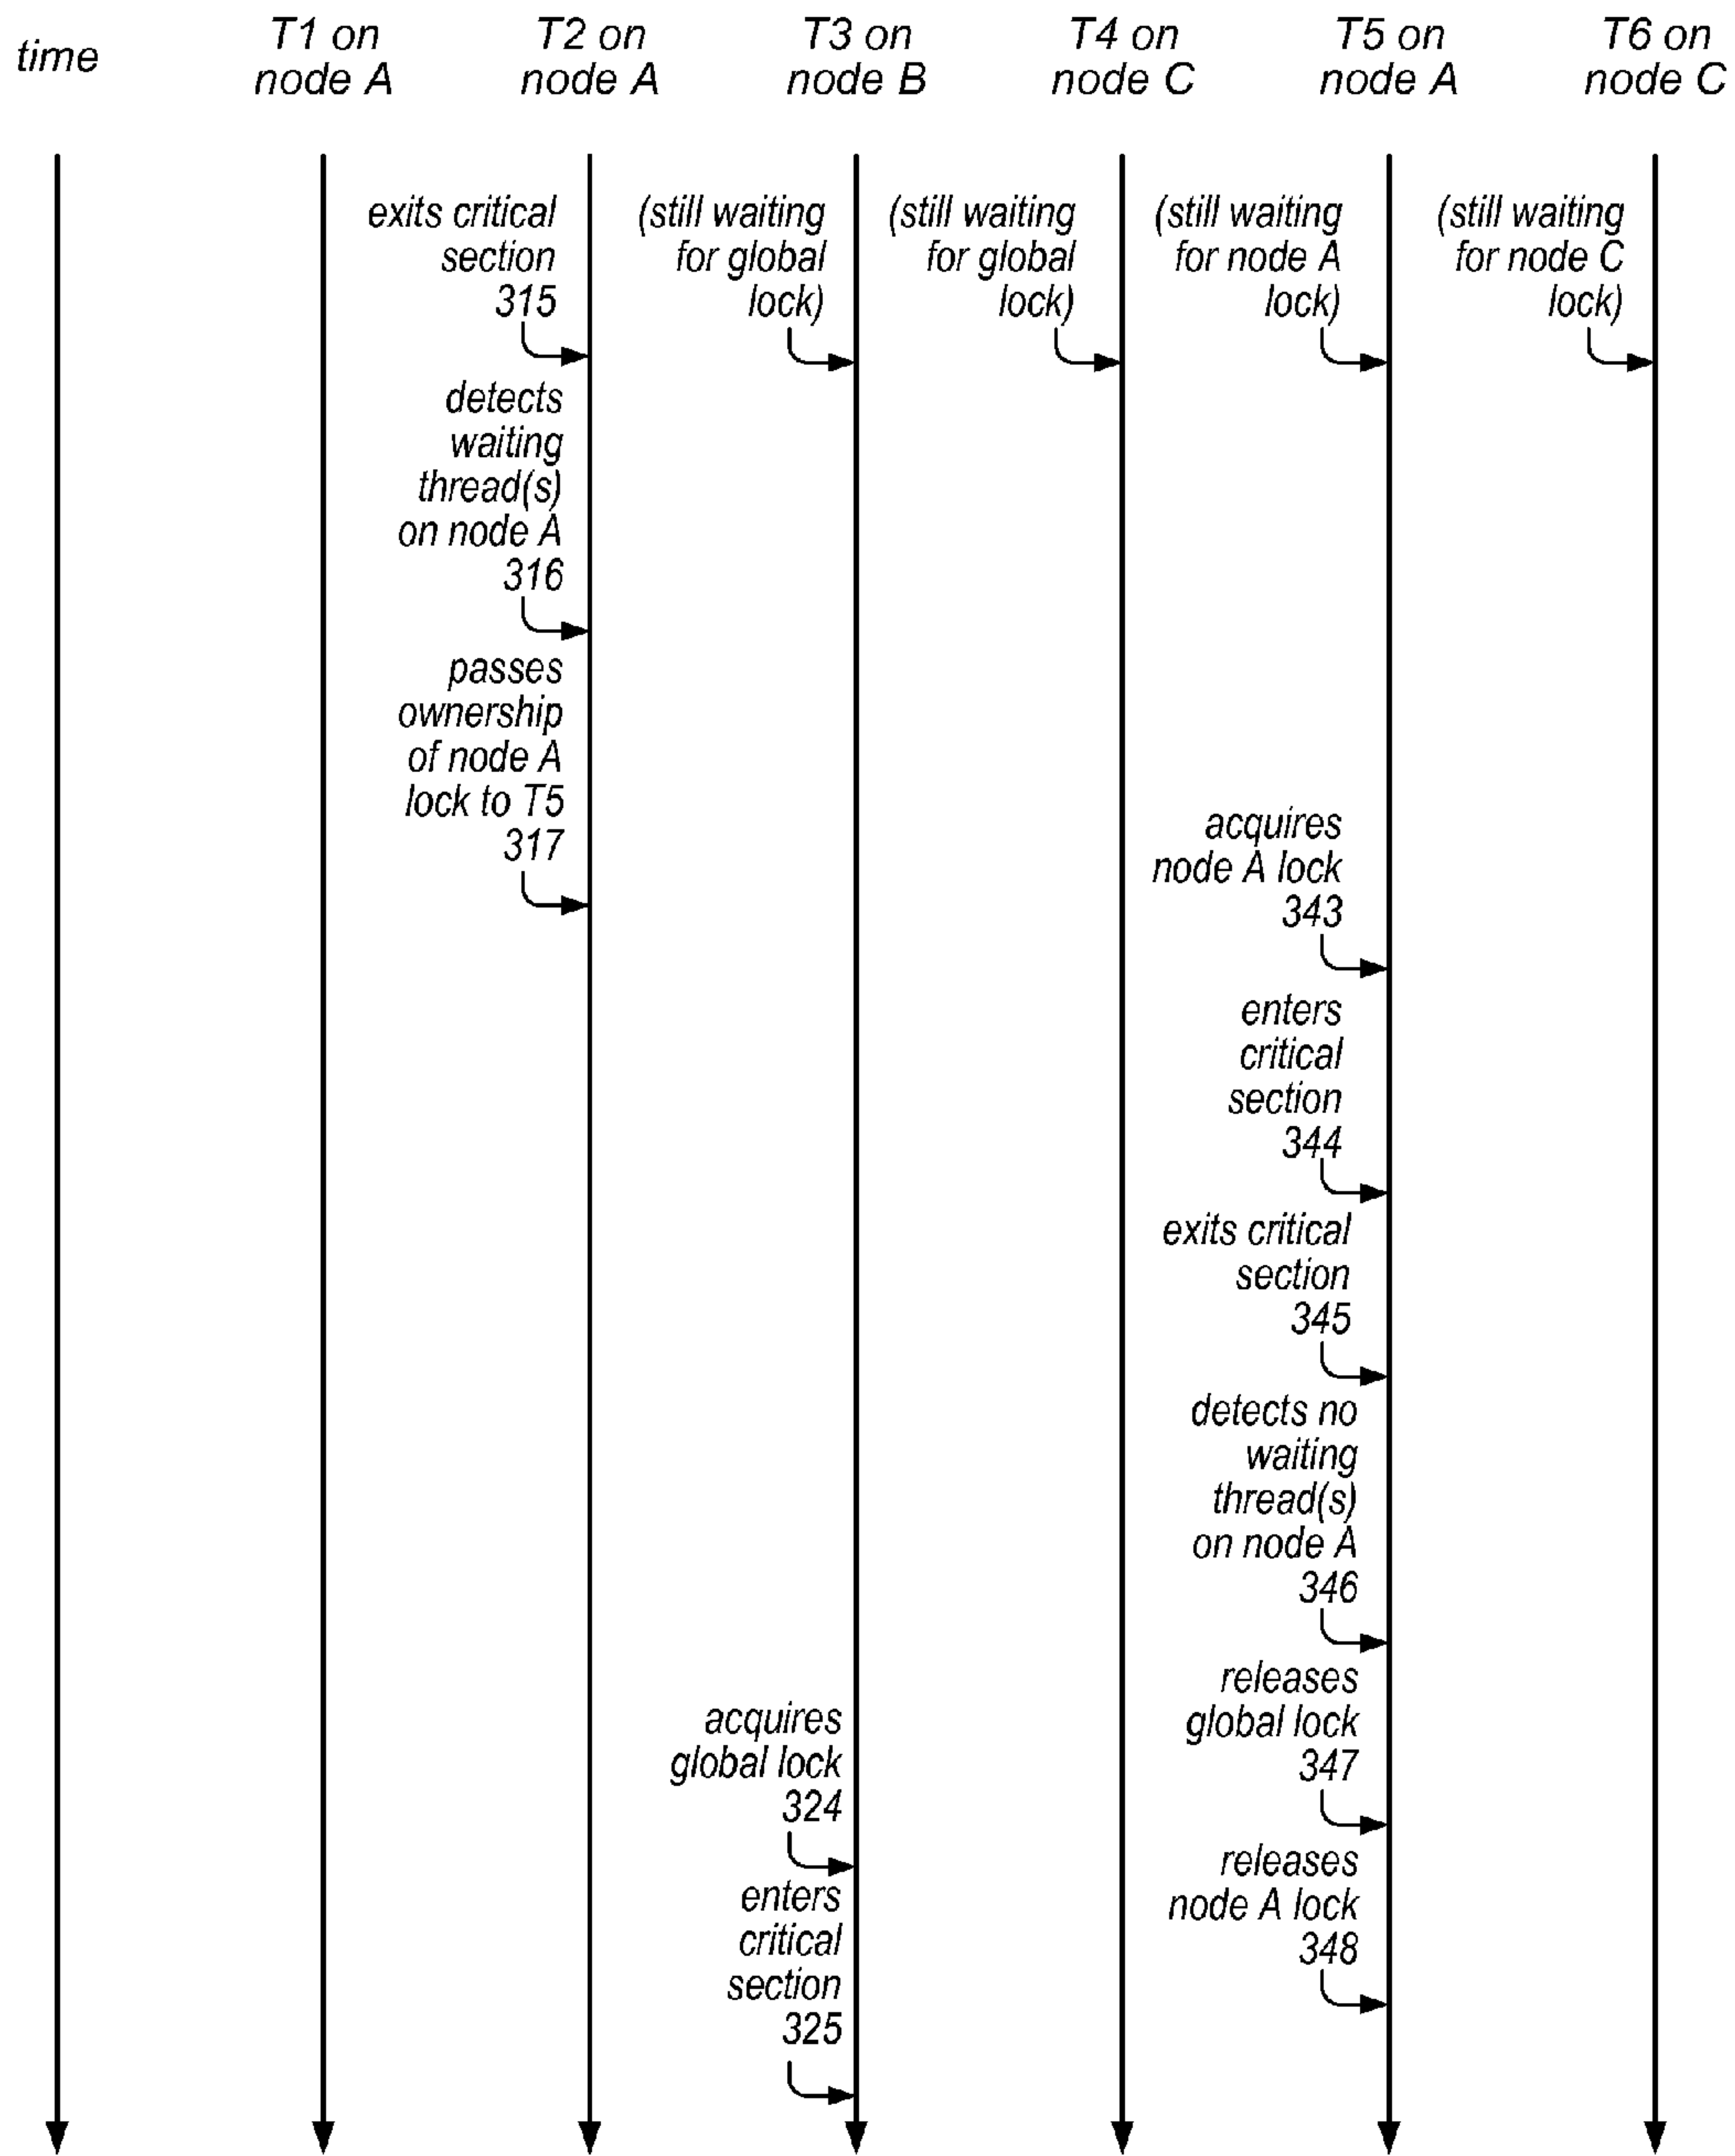 time
T1 on
node A
T2 on
node A
T3 on
node B
T4 on
node C
T5 on
node A
T6 on
node C
exits critical
section
315
(still waiting
for global
lock)
(still waiting
for global
lock)
(still waiting
for node A
lock)
(still waiting
for node C
lock)
detects
waiting
thread(s)
on node A
316
passes
ownership
of node A
lock to T5
317
acquires
node A lock
343
enters
critical
section
344
exits critical
section
345
detects no
waiting
thread(s)
on node A
346
releases
global lock
347
acquires
global lock
324
releases
node A lock
348
enters
critical
section
325